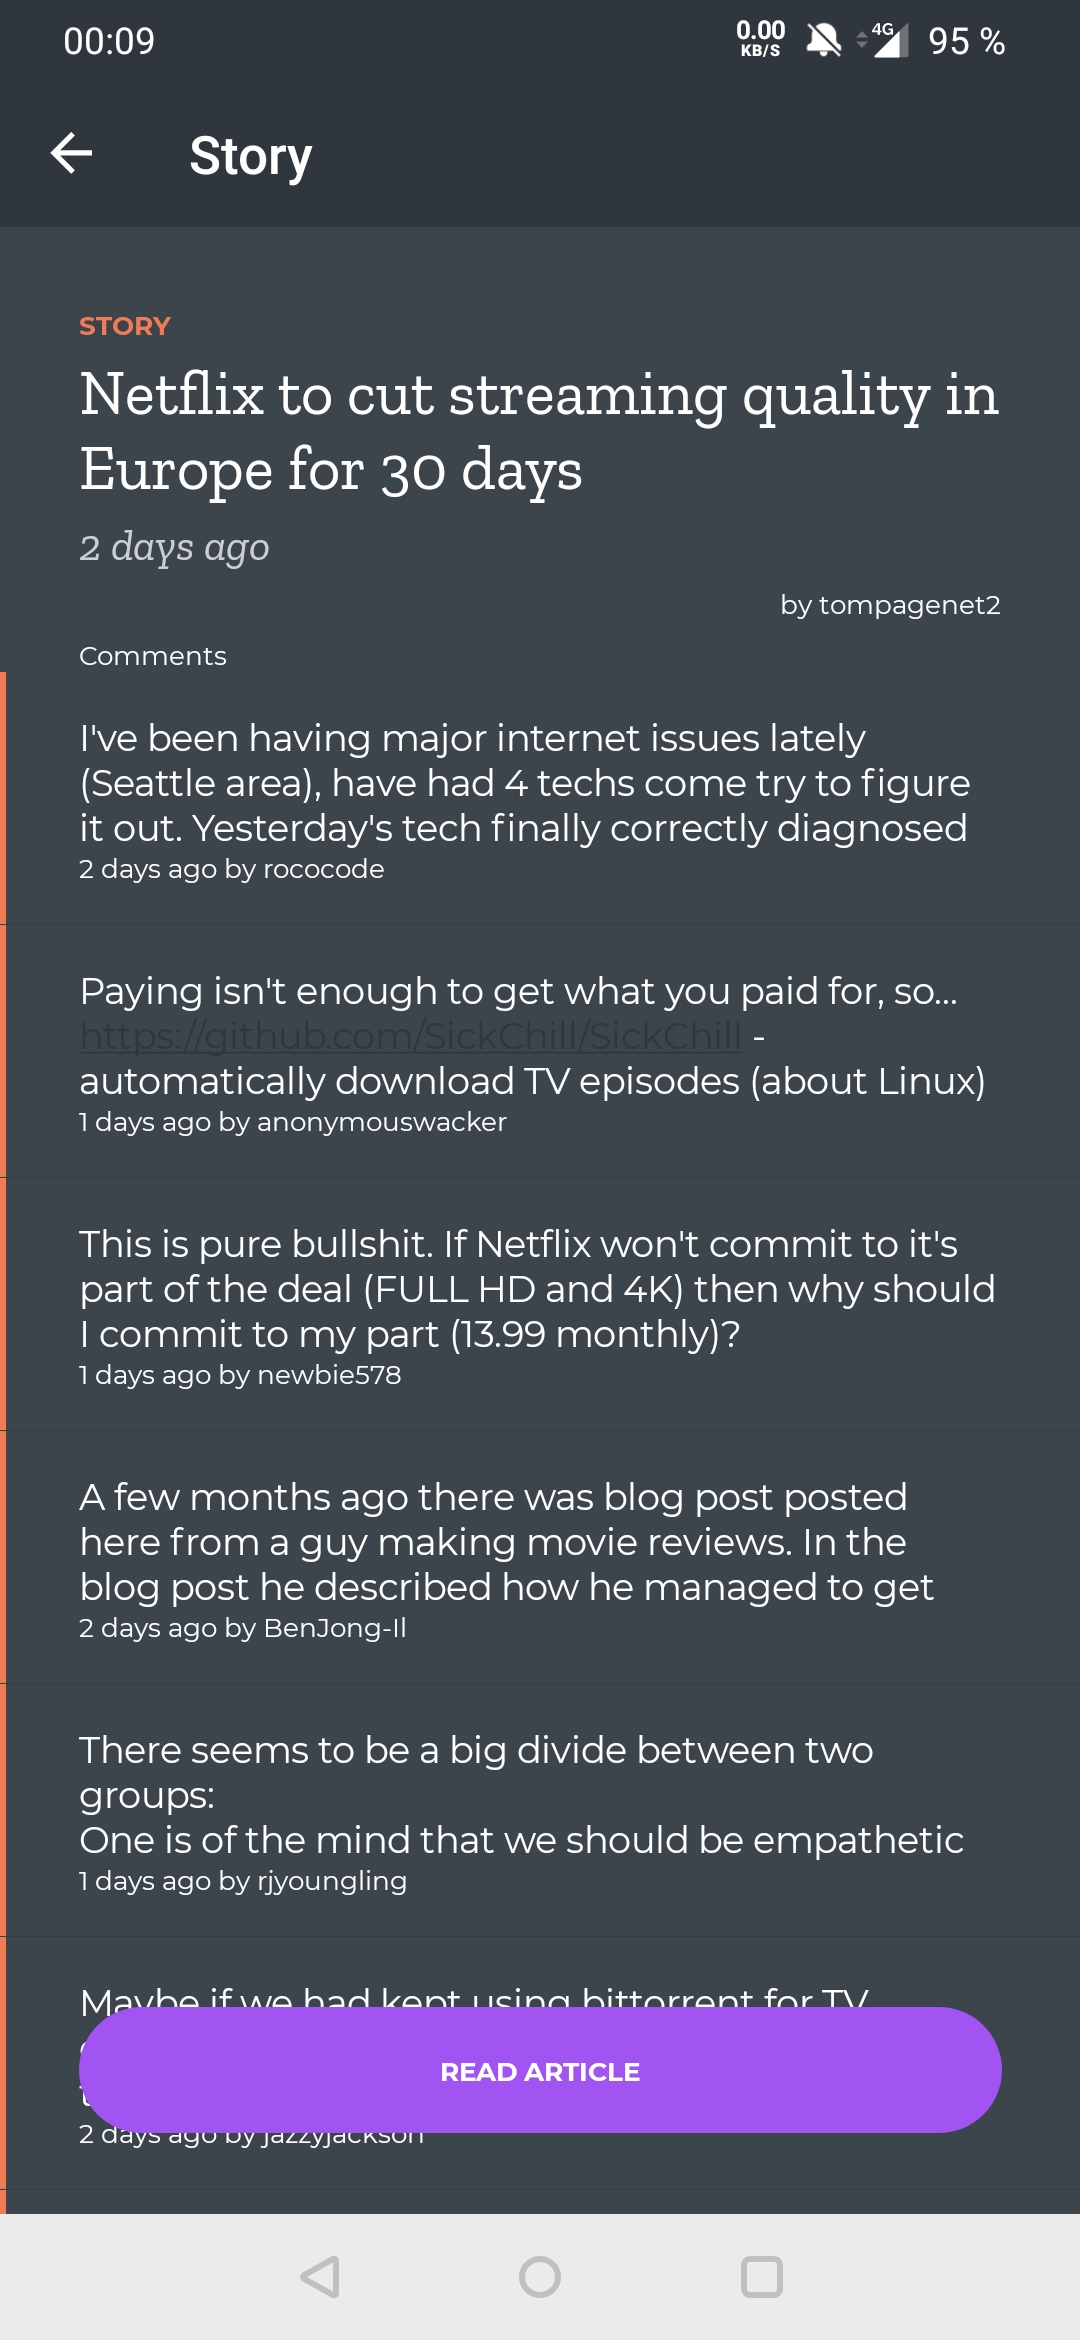 00:09
0.00
KB/S
4G
95 %
Story
STORY
Netflix to cut streaming quality in
Europe for 30 days
2 days ago
by tompagenet2
Comments
I've been having major internet issues lately
(Seattle area), have had 4 techs come try to figure
it out. Yesterday's tech finally correctly diagnosed
2 days ago by rococode
Paying isn't enough to get what you paid for, so...
https://github.com/SickChill/SickChill -
automatically download TV episodes (about Linux)
1 days ago by anonymouswacker
This is pure bullshit. If Netflix won't commit to it's
part of the deal (FULL HD and 4K) then why should
I commit to my part (13.99 monthly)?
1 days ago by newbie578
A few months ago there was blog post posted
here from a guy making movie reviews. In the
blog post he described how he managed to get
2 days ago by BenJong-Il
There seems to be a big divide between two
groups:
One is of the mind that we should be empathetic
1 days ago by rjyoungling
Maybe if we had kept using bittorrent for TV
READ ARTICLE
2 days ago by jazzyjackson